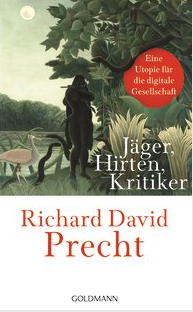 Eine
Utopie für
die digitale
Gesellschaft
Jäger,
Hirten,
Kritiker
Richard David
Precht
GOLDMANN